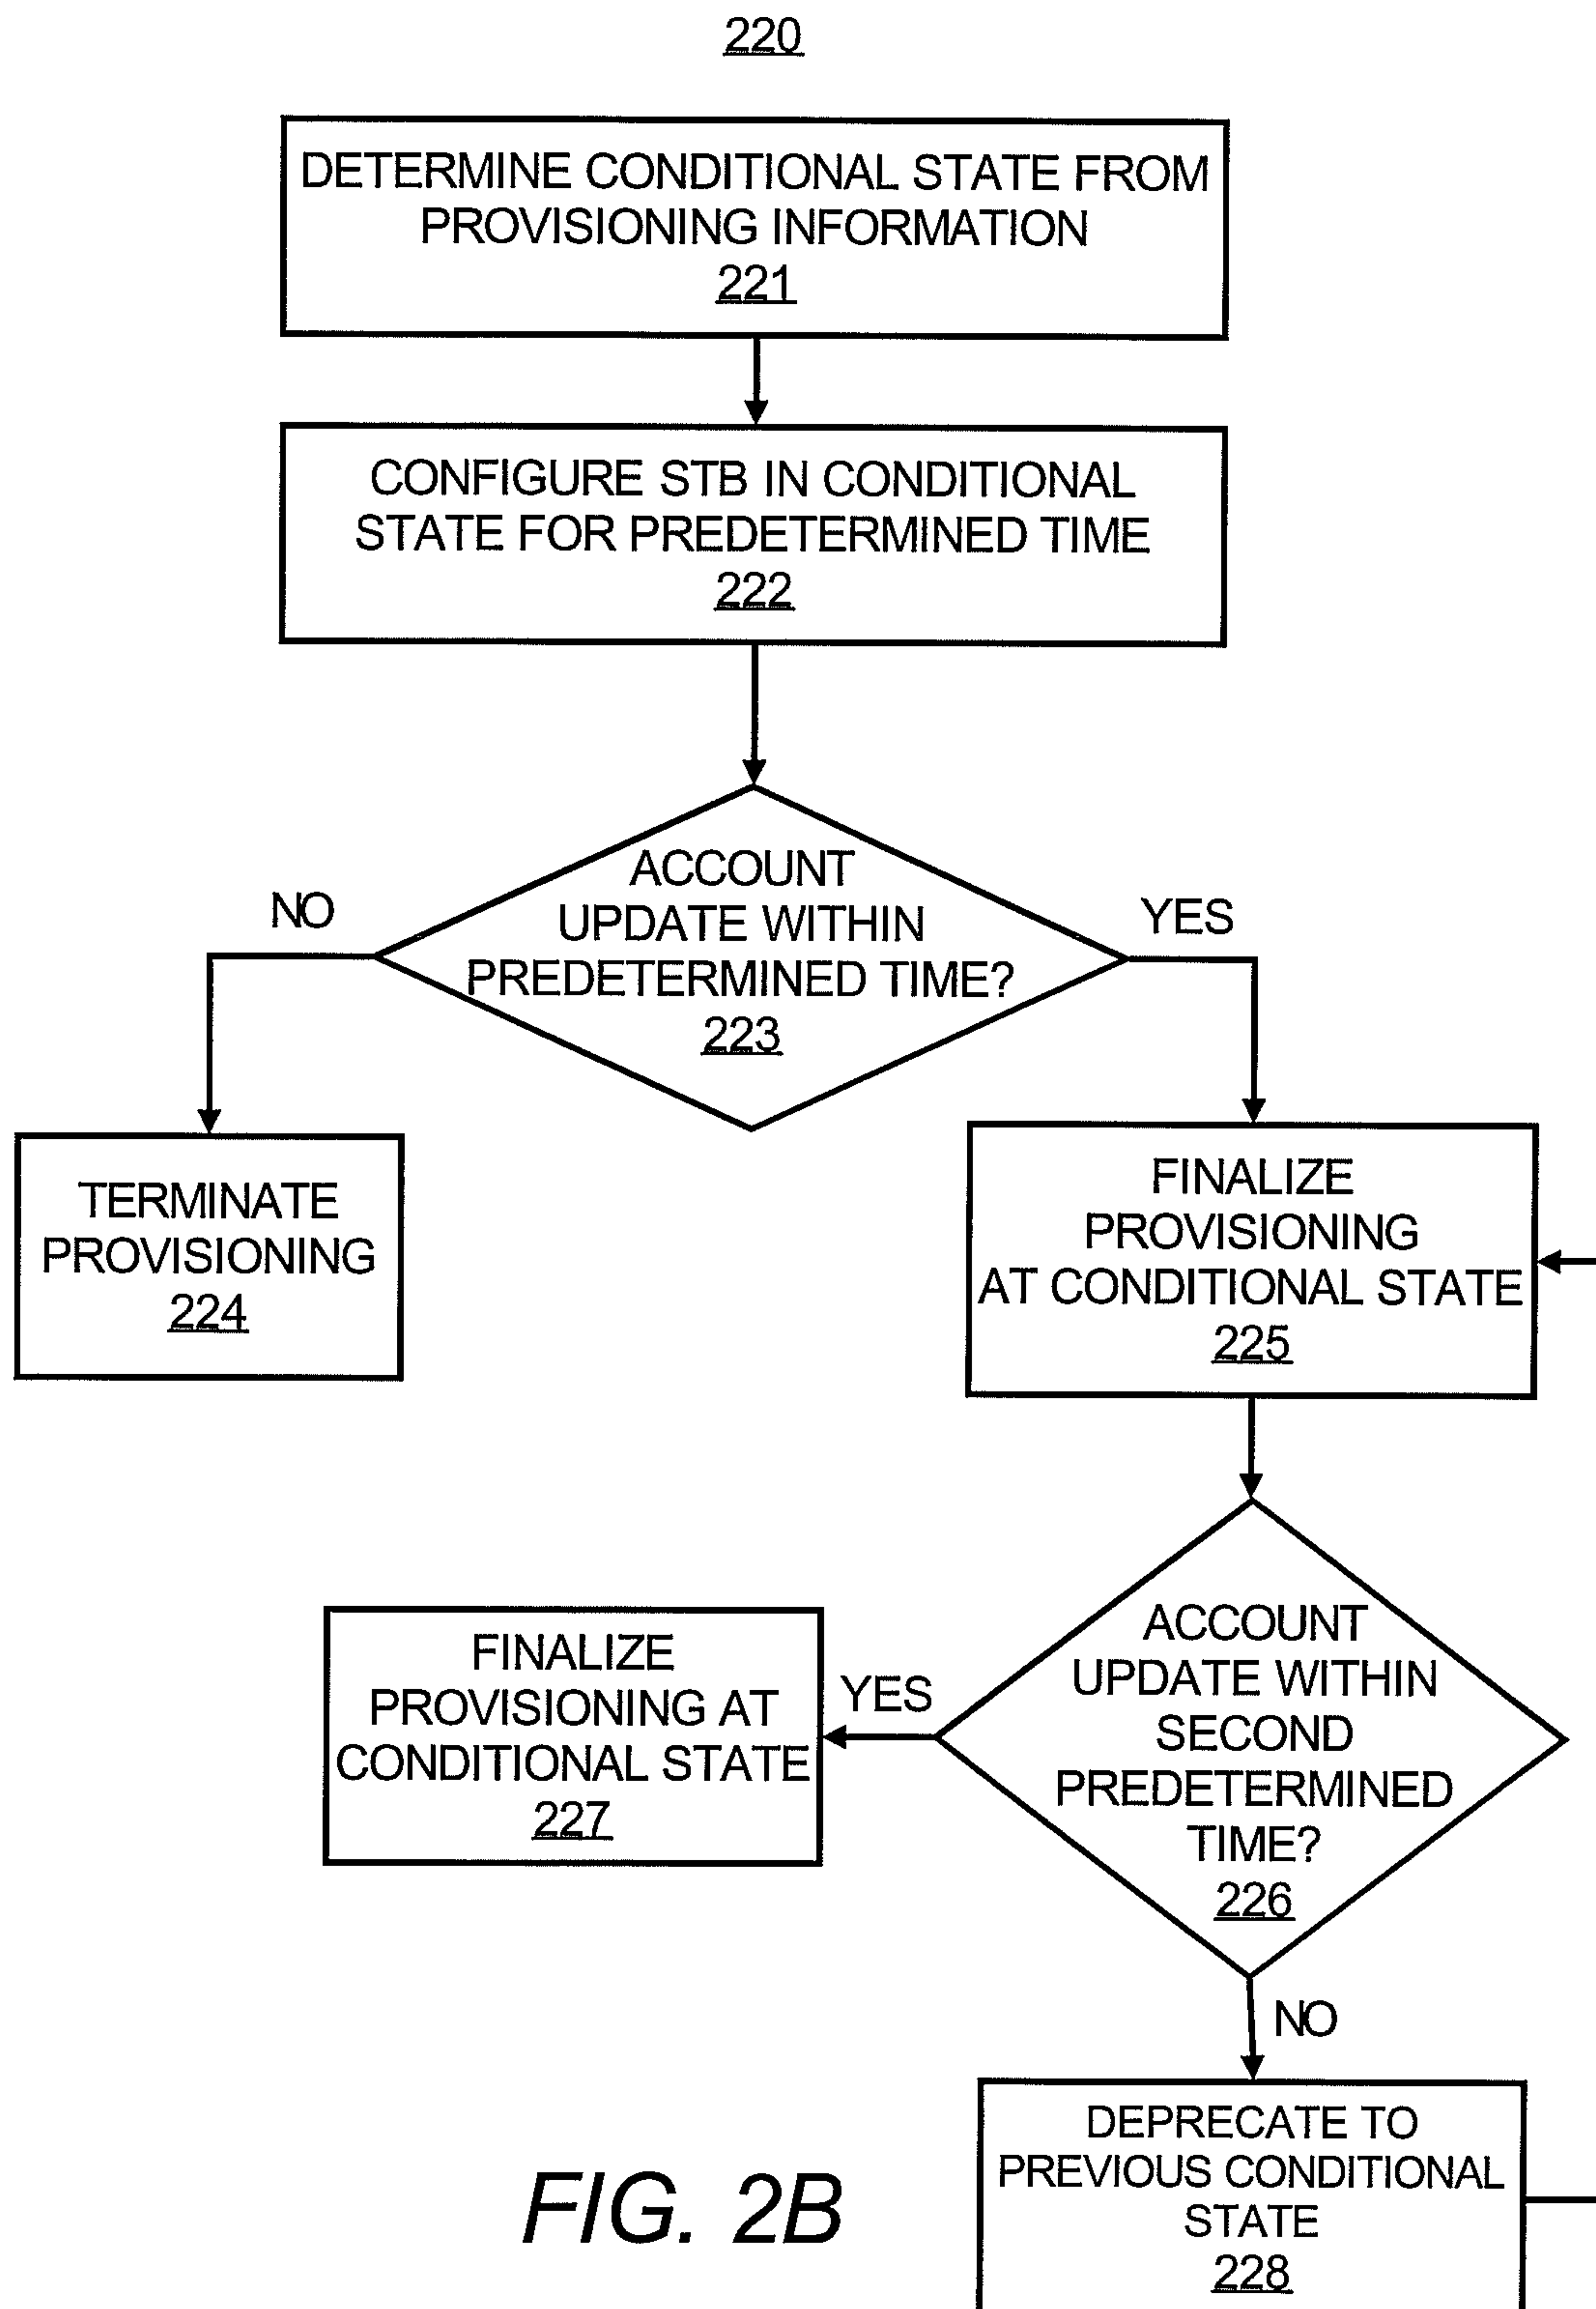 220
DETERMINE CONDITIONAL STATE FROM
PROVISIONING INFORMATION
221
CONFIGURE STB IN CONDITIONAL
STATE FOR PREDETERMINED TIME
222
ACCOUNT
UPDATE WITHIN
PREDETERMINED TIME?
223
NO
YES
TERMINATE
PROVISIONING
224
FINALIZE
PROVISIONING
AT CONDITIONAL STATE
225
ACCOUNT
UPDATE WITHIN
SECOND
PREDETERMINED
TIME?
226
YES
FINALIZE
PROVISIONING AT
CONDITIONAL STATE
227
NO
DEPRECATE TO
PREVIOUS CONDITIONAL
STATE
228
FIG. 2B